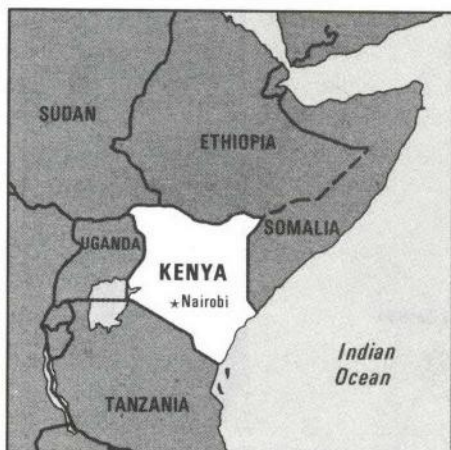 SUDAN
ETHIOPIA
SOMALIA
UGANDA
KENYA
★Nairobi
Indian
Ocean
TANZANIA